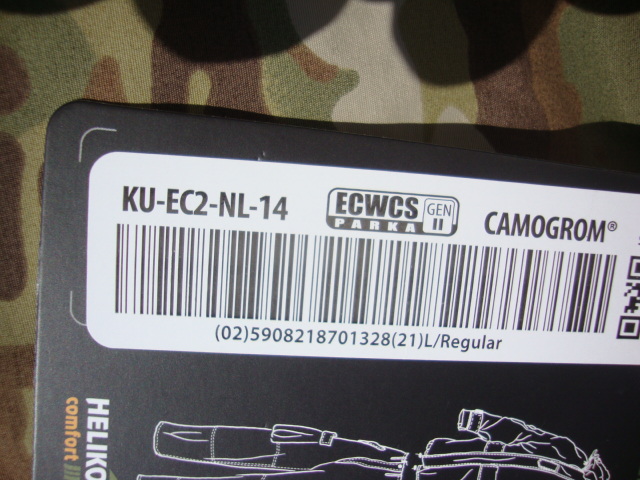 KU-EC2-NL-14
ECWCS
PARKA
GEN
II
CAMOGROM®
(02)5908218701328(21)L/Regular
HELIKO
comfort